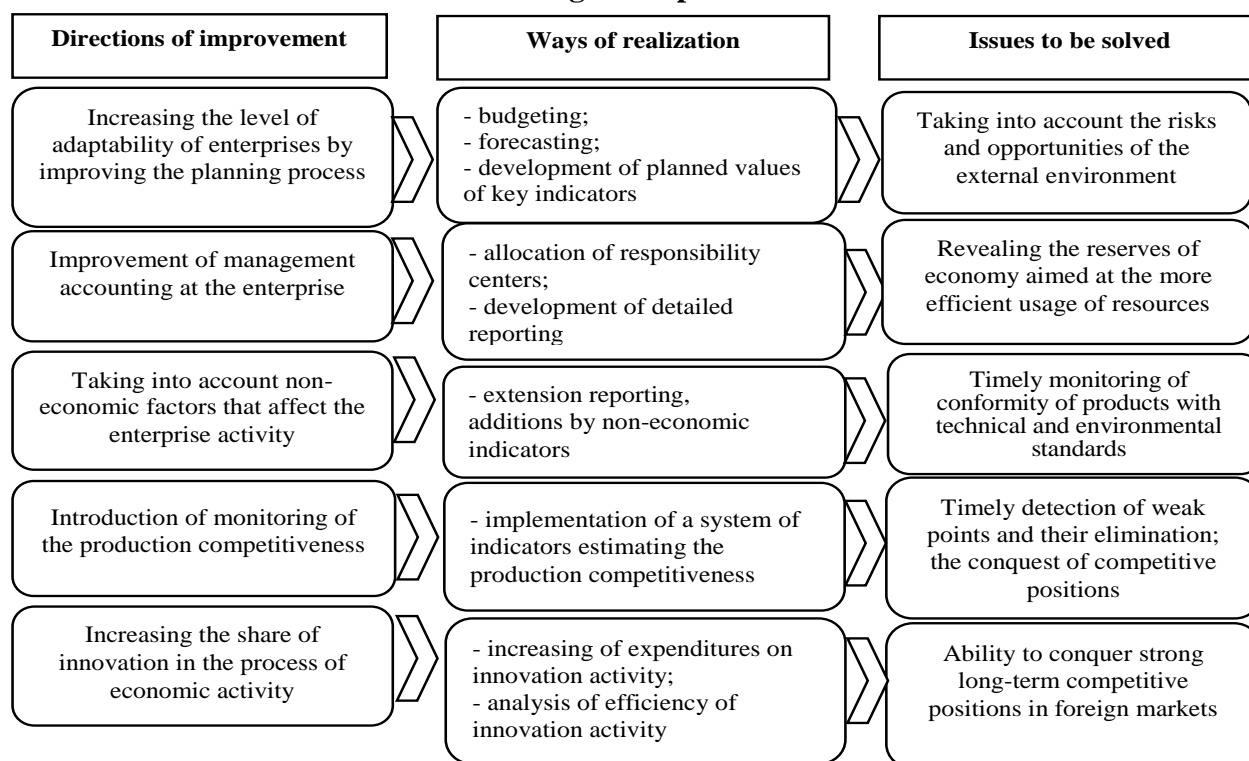 Directions of improvement
Ways of realization
Issues to be solved
Increasing the level of
adaptability of enterprises by
improving the planning process
- budgeting;
- forecasting;
- development of planned values
of key indicators
Taking into account the risks
and opportunities of the
external environment
Improvement of management
accounting at the enterprise
- allocation of responsibility
centers;
- development of detailed
reporting
Revealing the reserves of
economy aimed at the more
efficient usage of resources
Taking into account non-
economic factors that affect the
enterprise activity
- extension reporting,
additions by non-economic
indicators
Timely monitoring of
conformity of products with
technical and environmental
standards
Introduction of monitoring of
the production competitiveness
- implementation of a system of
indicators estimating the
production competitiveness
Timely detection of weak
points and their elimination;
the conquest of competitive
positions
Increasing the share of
innovation in the process of
economic activity
- increasing of expenditures on
innovation activity;
- analysis of efficiency of
innovation activity
Ability to conquer strong
long-term competitive
positions in foreign markets